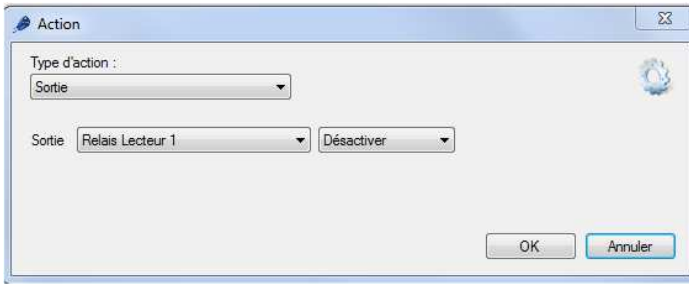 Action
Type d'action :
Sortie
Sortie Relais Lecteur 1 Désactiver
OK Annuler